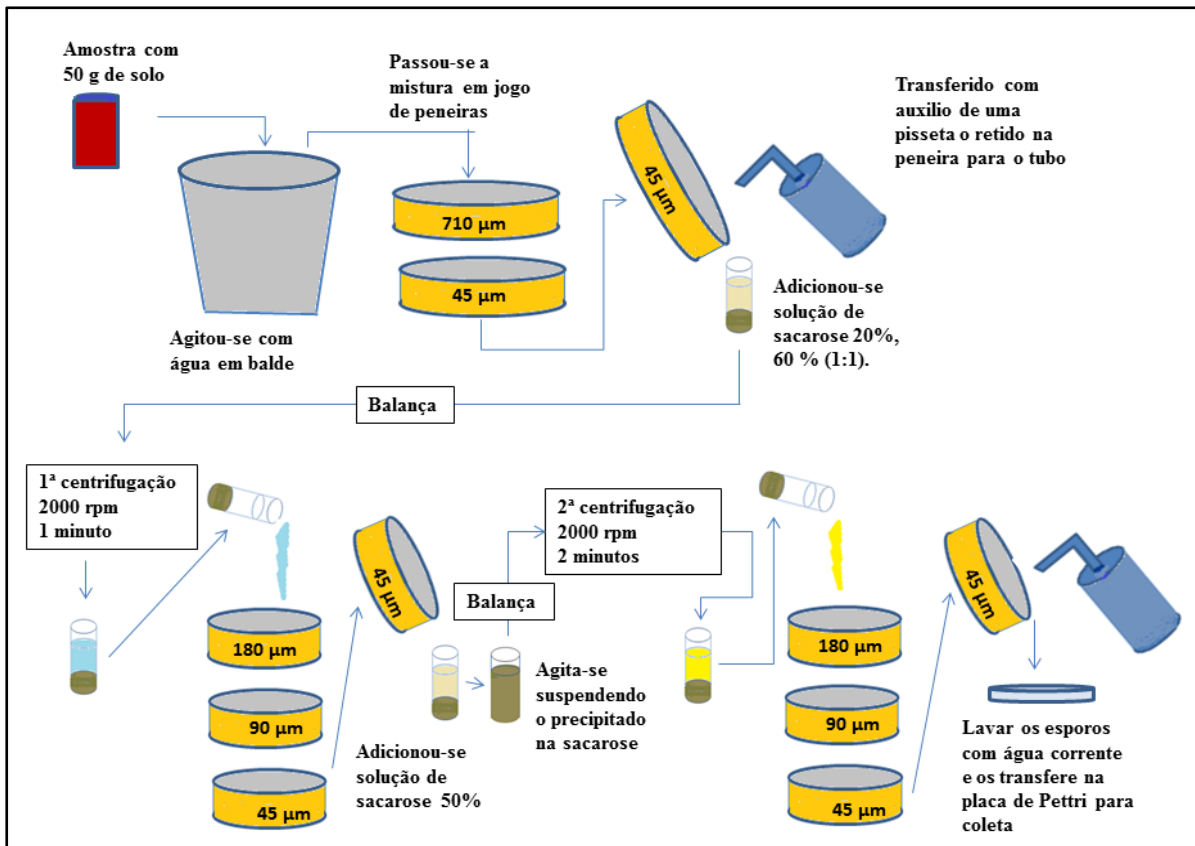 Amostra com
50 g de solo
Passou-se a
mistura em jogo
de peneiras
Transferido com
auxilio de uma
pisseta o retido na
peneira para o tubo
710 µm
45 µm
45 µm
Agitou-se com
água em balde
Adicionou-se
solução de
sacarose 20%,
60 % (1:1).
Balança
1ª centrifugação
2000 rpm
1 minuto
180 µm
90 µm
45 µm
45 µm
Adicionou-se
solução de
sacarose 50%
Balança
Agita-se
suspendendo
o precipitado
na sacarose
2ª centrifugação
2000 rpm
2 minutos
180 µm
90 µm
45 µm
45 µm
Lavar os esporos
com água corrente
e os transfere na
placa de Pettri para
coleta